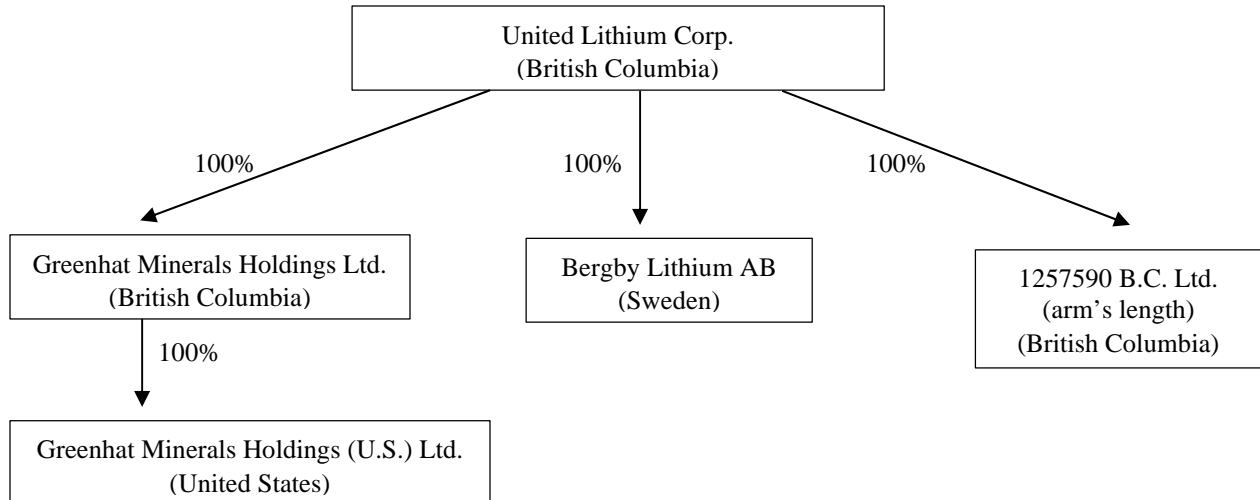 United Lithium Corp.
(British Columbia)
100%
100%
100%
Greenhat Minerals Holdings Ltd.
(British Columbia)
Bergby Lithium AB
(Sweden)
1257590 B.C. Ltd.
(arm's length)
(British Columbia)
100%
Greenhat Minerals Holdings (U.S.) Ltd.
(United States)